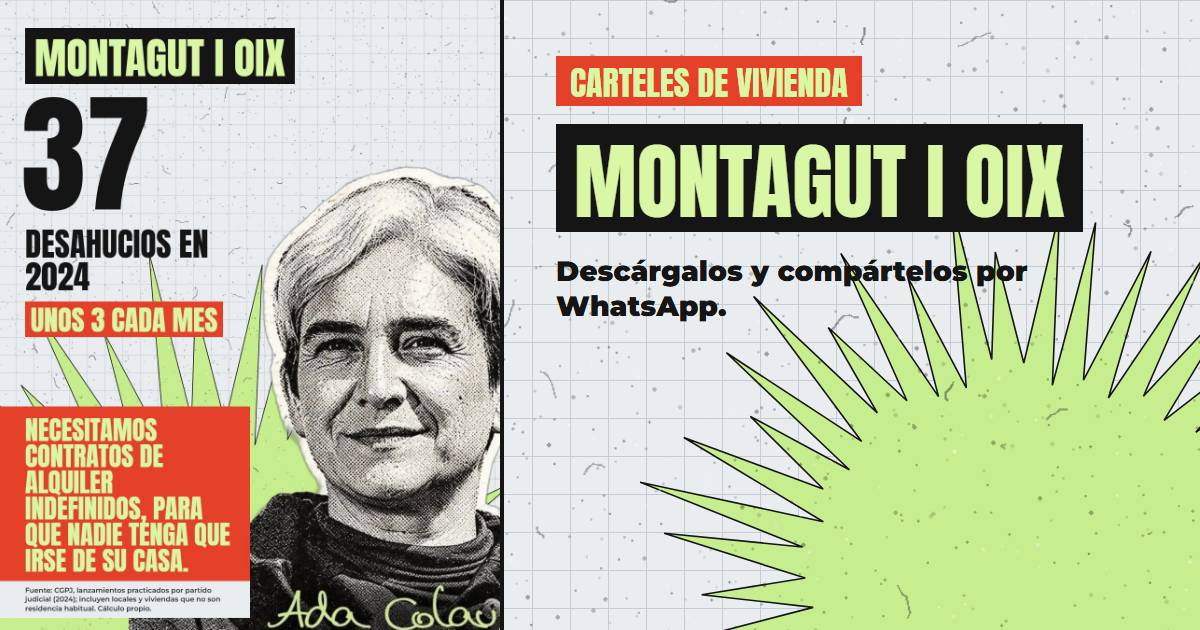 MONTAGUT I OIX
37
DESAHUCIOS EN
2024
UNOS 3 CADA MES
NECESITAMOS
CONTRATOS DE
ALQUILER
INDEFINIDOS, PARA
QUE NADIE TENGA QUE
IRSE DE SU CASA.
Fuente: CGPJ, lanzamientos practicados por partido
judicial (2024); incluyen locales y viviendas que no son
residencia habitual. Cálculo propio.
Ada Colau
CARTELES DE VIVIENDA
MONTAGUT I OIX
Descárgalos y compártelos por
WhatsApp.